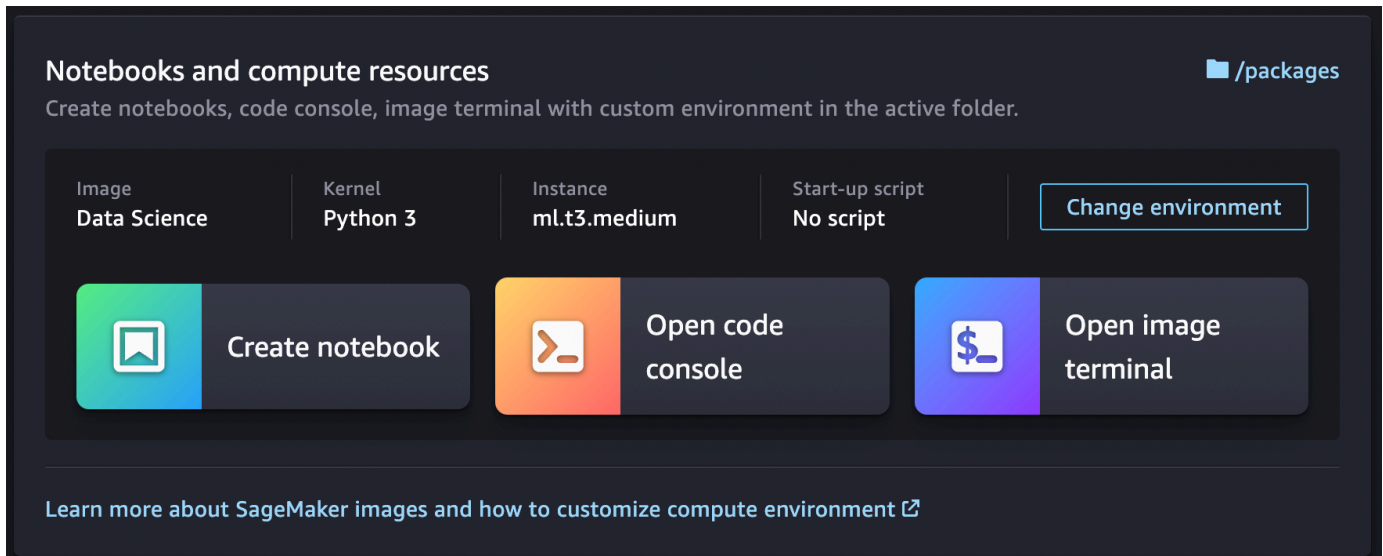 Notebooks and compute resources
/packages
Create notebooks, code console, image terminal with custom environment in the active folder.
Image
Data Science
Kernel
Python 3
Instance
ml.t3.medium
Start-up script
No script
Change environment
Create notebook
Open code
console
$_
Open image
terminal
Learn more about SageMaker images and how to customize compute environment